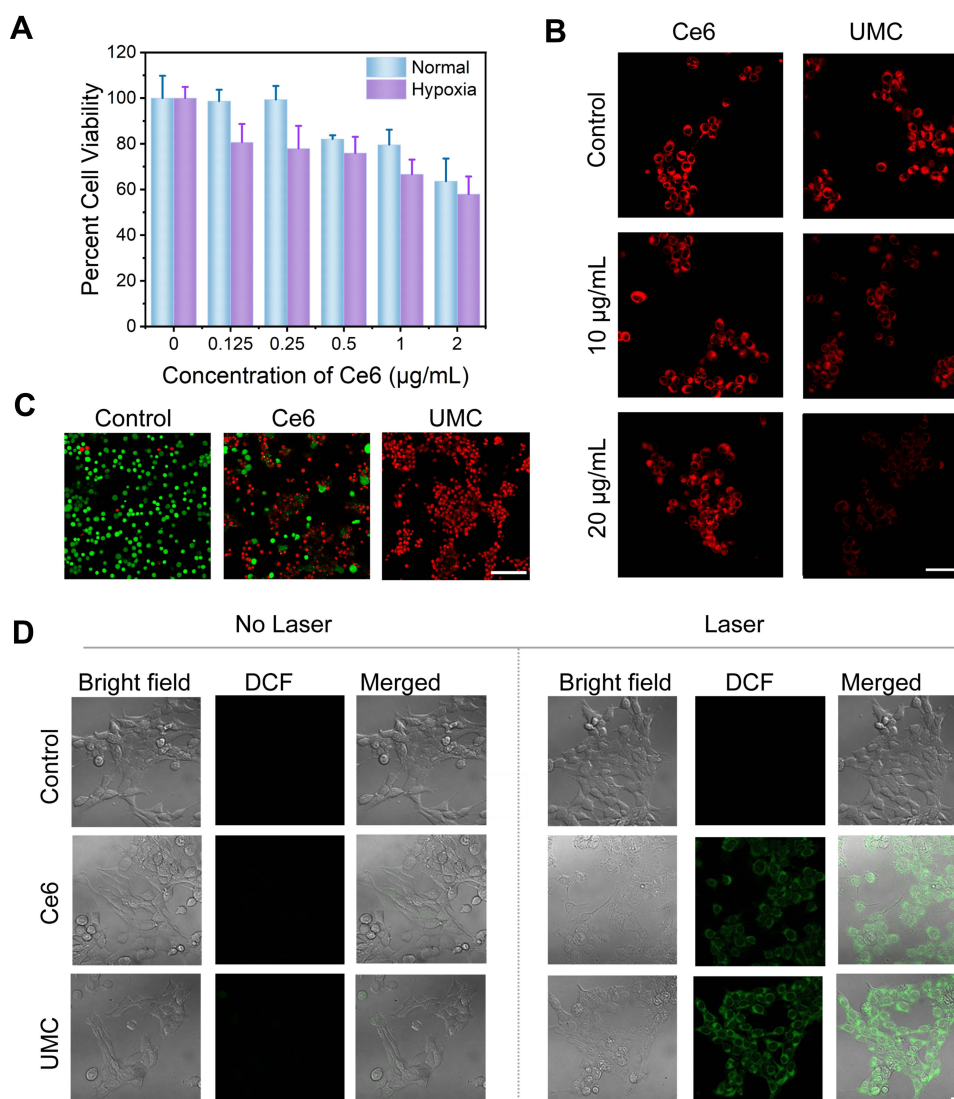 A
120
100
80
60
40
20
0
Percent Cell Viability
Normal
Hypoxia
0 0.125 0.25 0.5 1 2
Concentration of Ce6 (µg/mL)
B
Ce6 UMC
Control
10 µg/mL
20 µg/mL
C
Control Ce6 UMC
D
No Laser Laser
Bright field DCF Merged Bright field DCF Merged
Control
Ce6
UMC